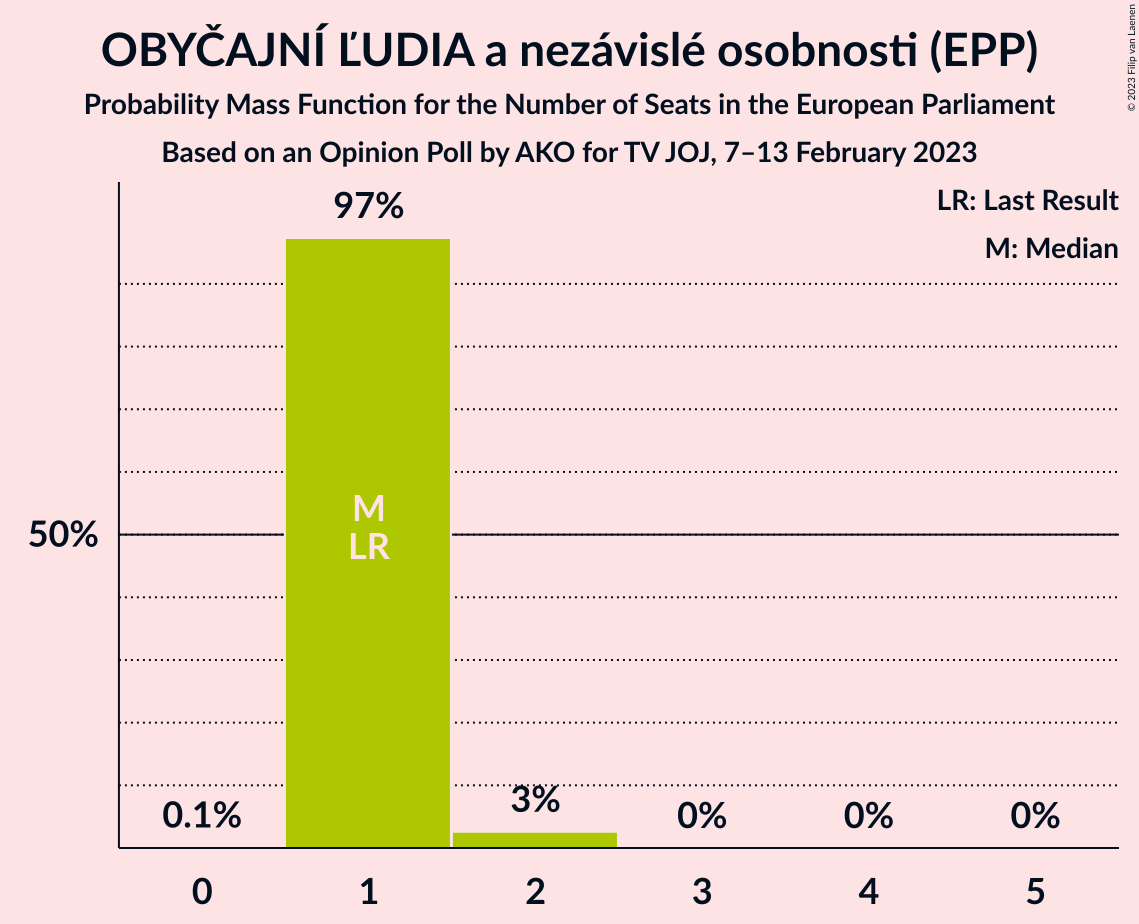 OBYČAJNÍ ĽUDIA a nezávislé osobnosti (EPP)
Probability Mass Function for the Number of Seats in the European Parliament
Based on an Opinion Poll by AKO for TV JOJ, 7–13 February 2023
© 2023 Filip van Laenen
LR: Last Result
M: Median
97%
M
LR
50%
0.1%
3%
0%
0%
0%
0 1 2 3 4 5